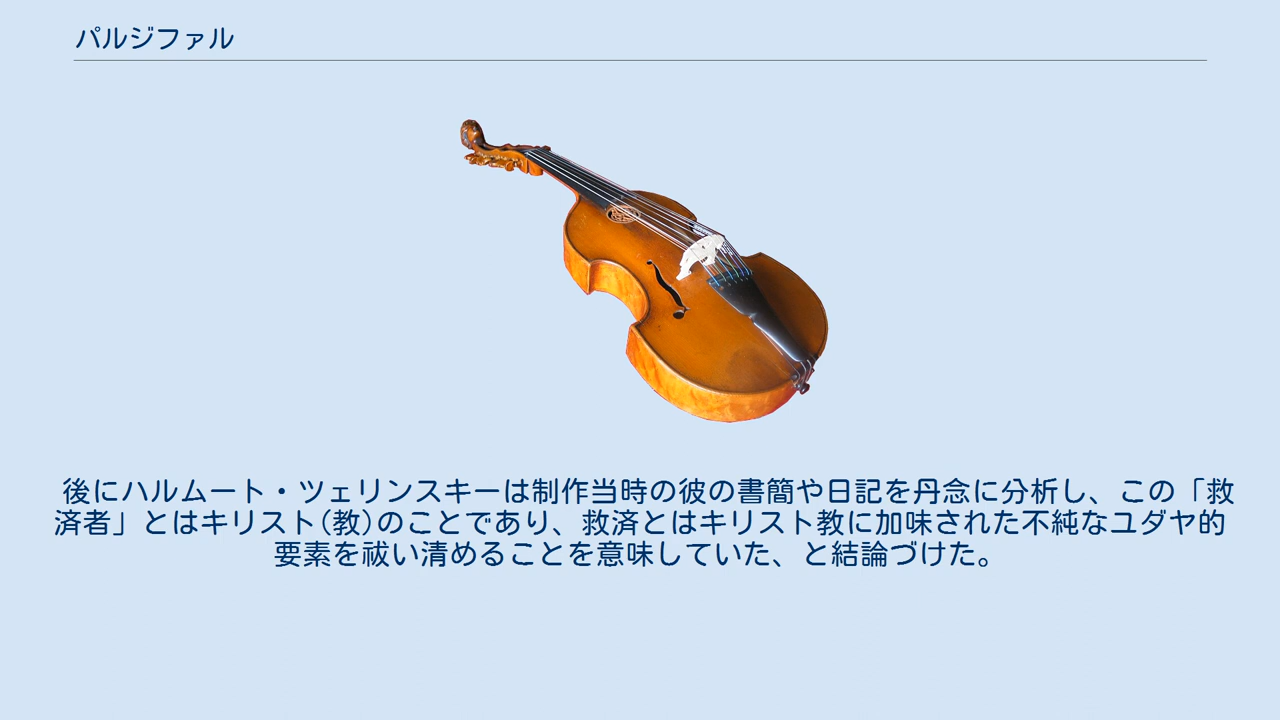 パルジファル
後にハルムート・ツェリンスキーは制作当時の彼の書簡や日記を丹念に分析し、この「救
済者」とはキリスト(教)のことであり、救済とはキリスト教に加味された不純なユダヤ的
要素を祓い清めることを意味していた、と結論づけた。